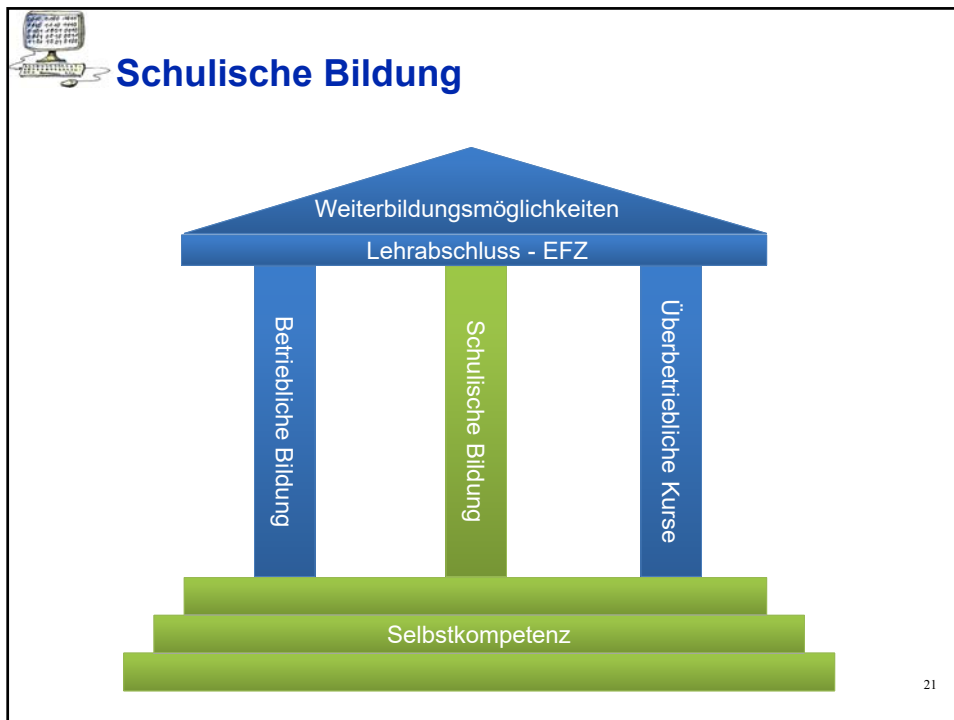 Schulische Bildung
Weiterbildungsmöglichkeiten
Lehrabschluss - EFZ
Betriebliche Bildung
Schulische Bildung
Überbetriebliche Kurse
Selbstkompetenz
21